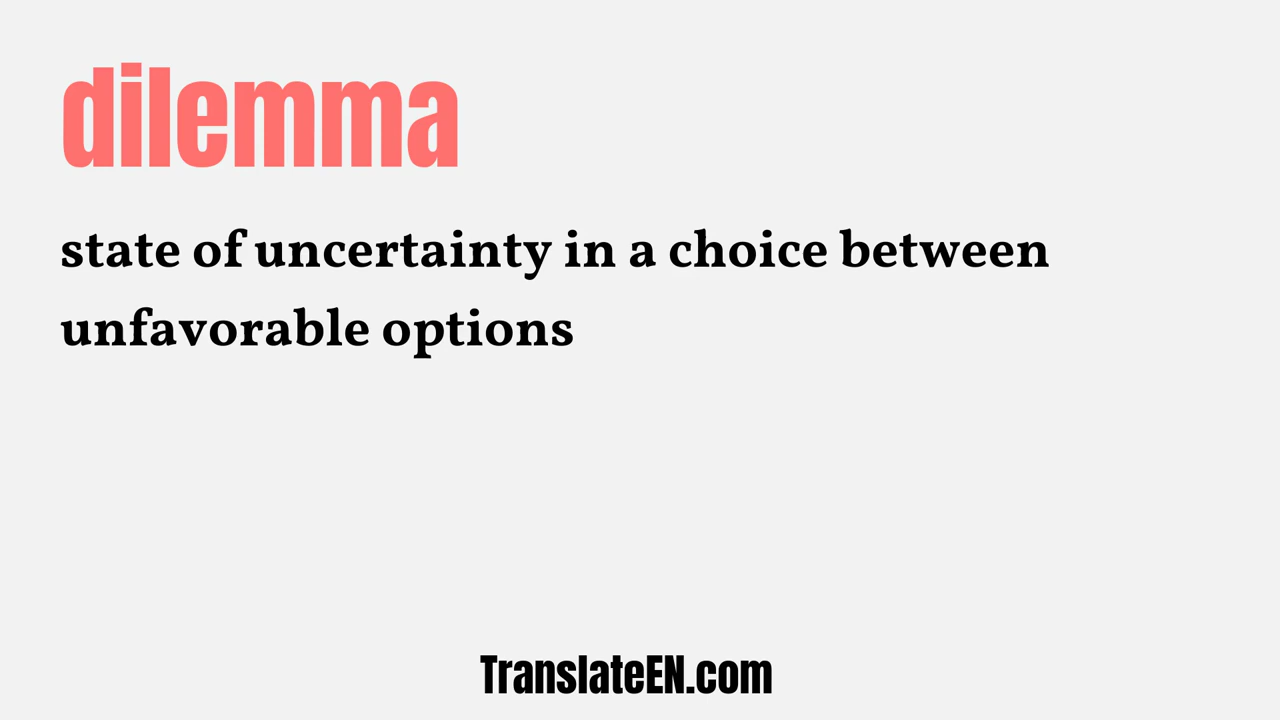 dilemma
state of uncertainty in a choice between
unfavorable options
TranslateEN.com